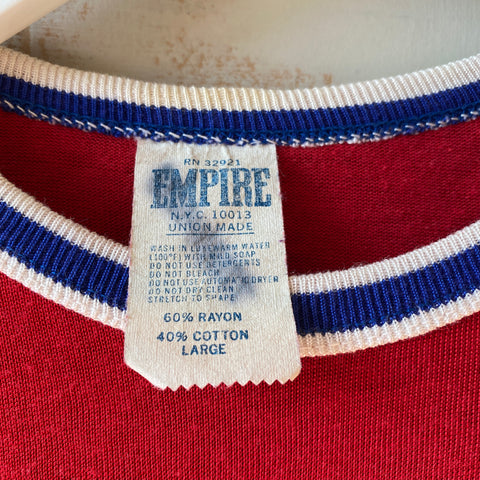 RN 32921
EMPIRE
N.Y.C. 10013
UNION MADE
WASH IN LUKEWARM WATER
(100°F) WITH MILD SOAP
DO NOT USE DETERGENTS
DO NOT BLEACH
DO NOT USE AUTOMATIC DRYER
DO NOT DRY CLEAN
STRETCH TO SHAPE
60% RAYON
40% COTTON
LARGE